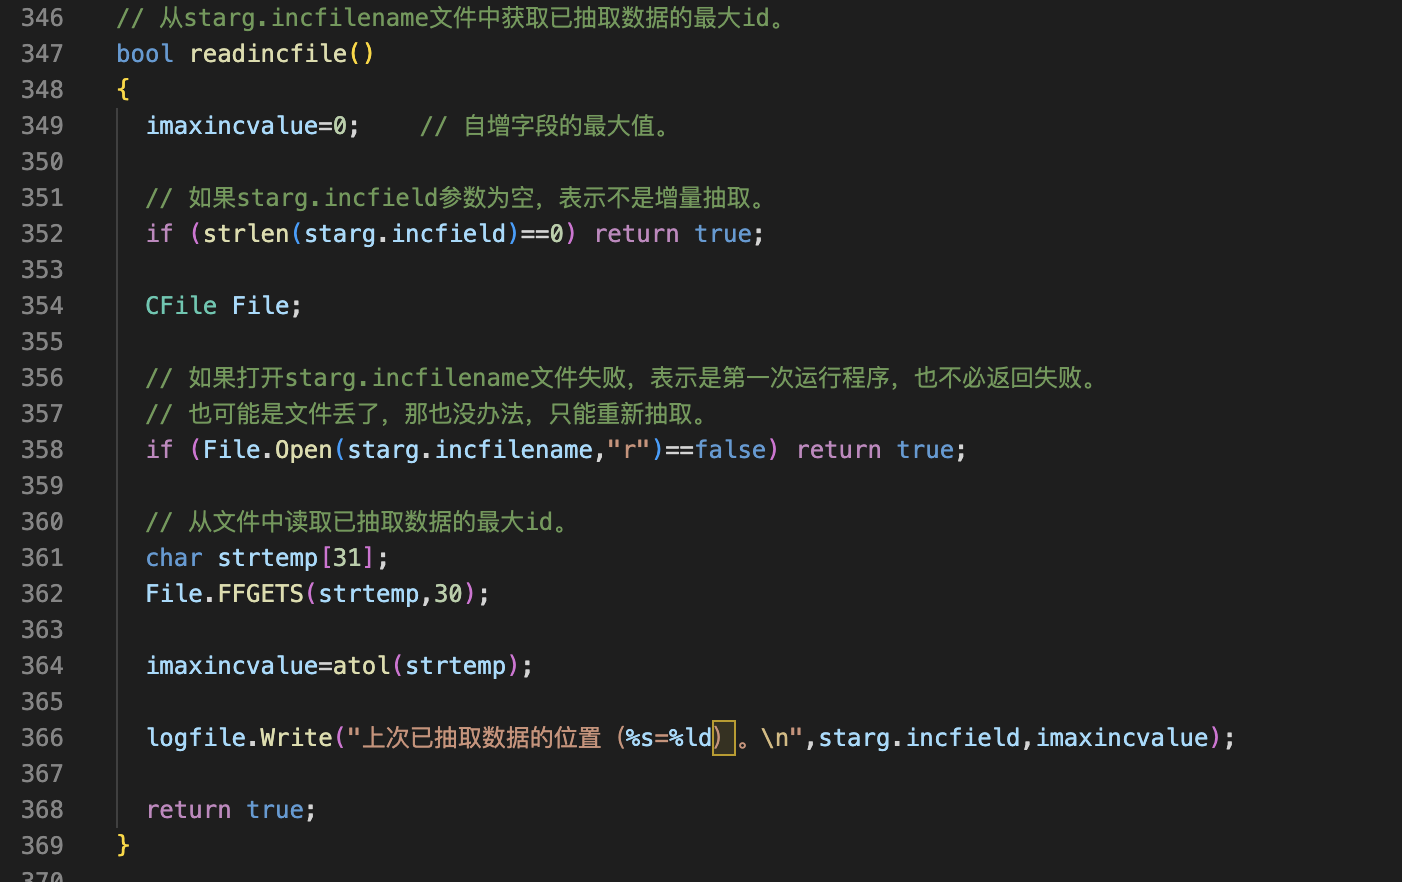 346 // 从starg.incfilename文件中获取已抽取数据的最大id。
347 bool readincfile()
348 {
349   imaxincvalue=0;    // 自增字段的最大值。
350
351   // 如果starg.incfield参数为空，表示不是增量抽取。
352   if (strlen(starg.incfield)==0) return true;
353
354   CFile File;
355
356   // 如果打开starg.incfilename文件失败，表示是第一次运行程序，也不必返回失败。
357   // 也可能是文件丢了，那也没办法，只能重新抽取。
358   if (File.Open(starg.incfilename,"r")==false) return true;
359
360   // 从文件中读取已抽取数据的最大id。
361   char strtemp[31];
362   File.FFGETS(strtemp,30);
363
364   imaxincvalue=atol(strtemp);
365
366   logfile.Write("上次已抽取数据的位置（%s=%ld）。\n",starg.incfield,imaxincvalue);
367
368   return true;
369 }
370